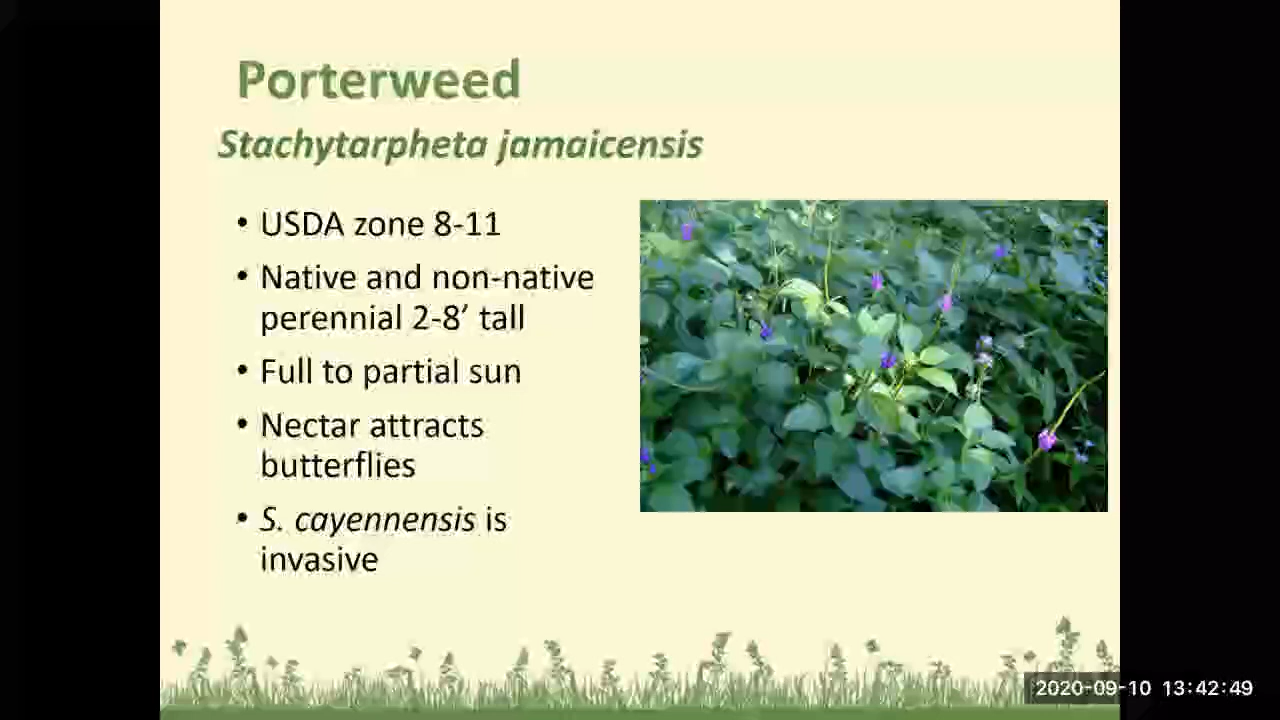 Porterweed
Stachytarpheta jamaicensis
• USDA zone 8-11
• Native and non-native
perennial 2-8’ tall
• Full to partial sun
• Nectar attracts
butterflies
• S. cayennensis is
invasive
2020-09-10 13:42:49